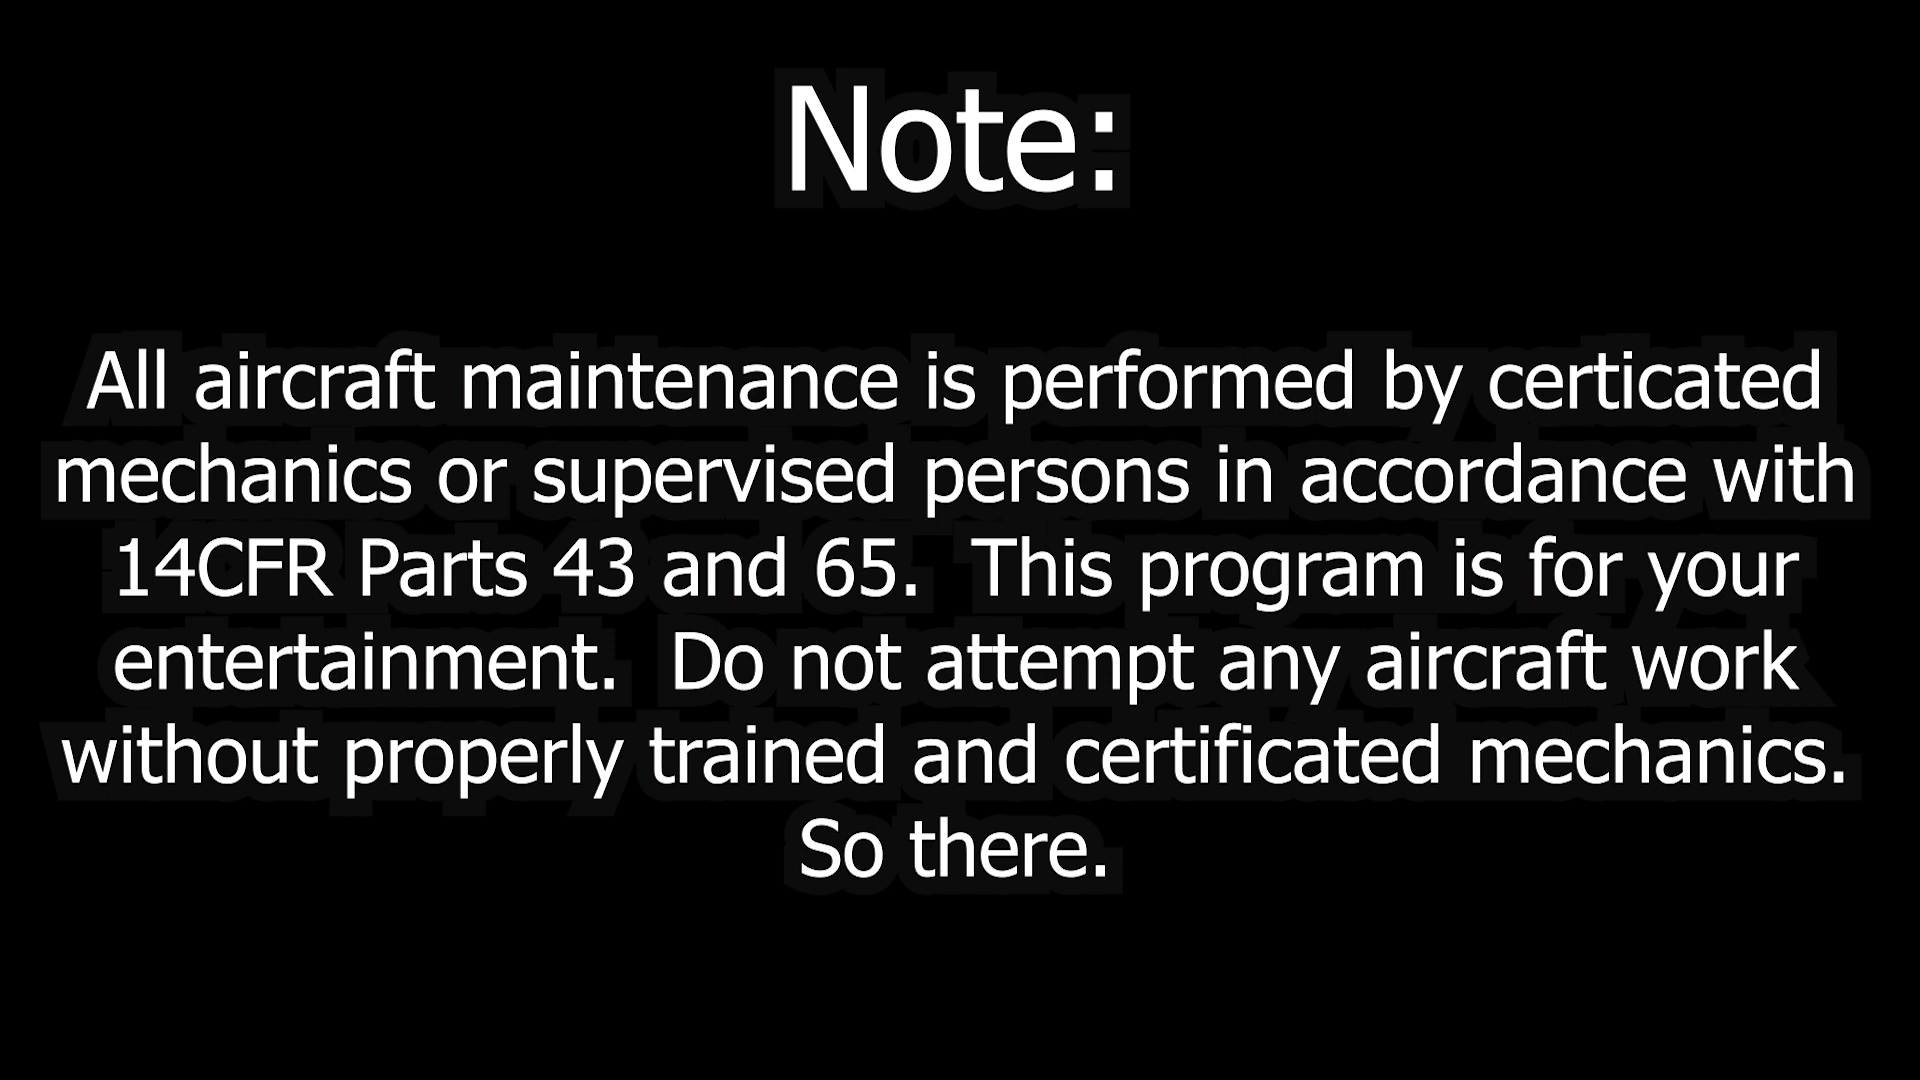 Note:
All aircraft maintenance is performed by certicated
mechanics or supervised persons in accordance with
14CFR Parts 43 and 65.  This program is for your
entertainment.  Do not attempt any aircraft work
without properly trained and certificated mechanics.
So there.